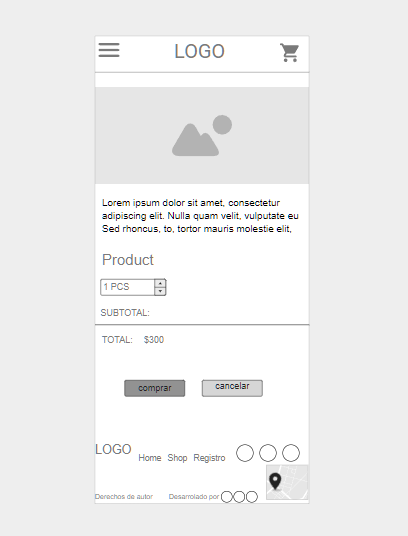 LOGO
Lorem ipsum dolor sit amet, consectetur
adipiscing elit. Nulla quam velit, vulputate eu
Sed rhoncus, to, tortor mauris molestie elit,
Product
1 PCS
SUBTOTAL:
TOTAL: $300
comprar cancelar
LOGO Home Shop Registro
Derechos de autor Desarrolado por